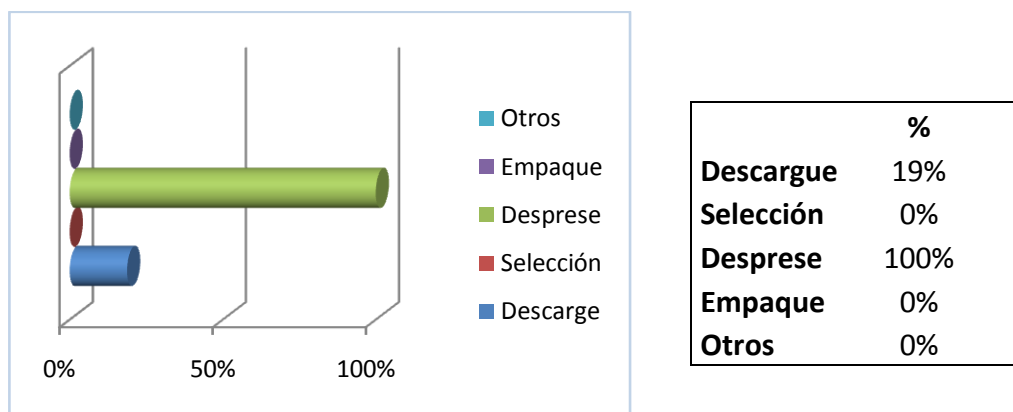 Otros
Empaque
Desprese
Selección
Descarge
0% 50% 100%
%
Descargue 19%
Selección 0%
Desprese 100%
Empaque 0%
Otros 0%